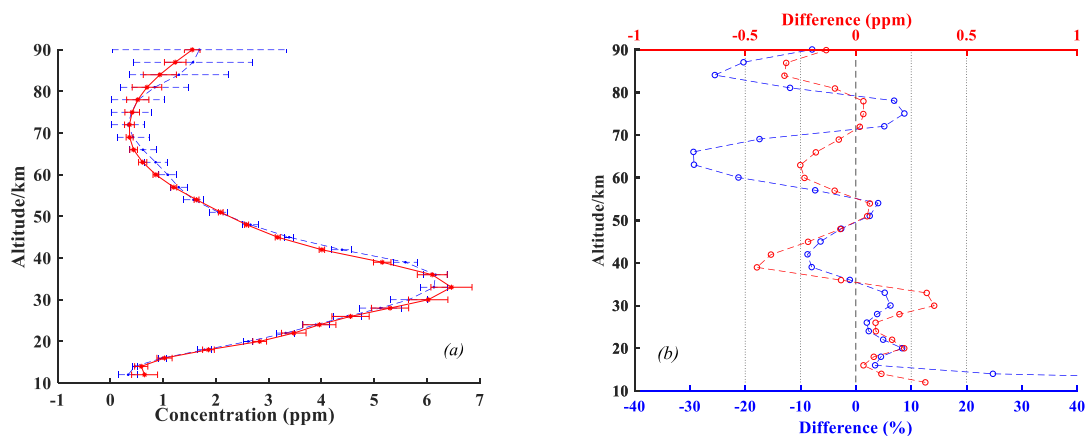 Difference (ppm)
-0.5 0 0.5 1
90
80
70
60
50
40
30
20
10
Altitude/km
-1 0 1 2 3 4 5 6 7
Concentration (ppm)
(a)
90
80
70
60
50
40
30
20
10
Altitude/km
-40 -30 -20 -10 0 10 20 30 40
Difference (%)
(b)